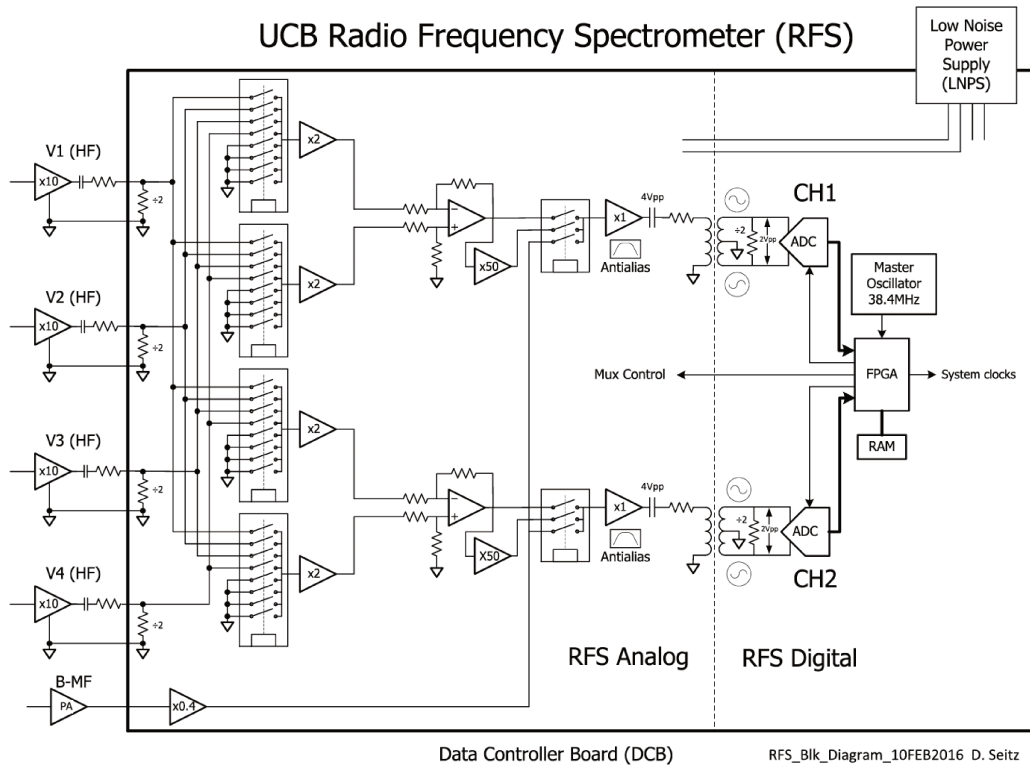 UCB Radio Frequency Spectrometer (RFS)
Low Noise
Power
Supply
(LNPS)
V1 (HF)
x10
÷2
x2
−
+
x50
x1
4Vpp
Antialias
÷2
2Vpp
CH1
ADC
Master
Oscillator
38.4MHz
V2 (HF)
x10
÷2
x2
Mux Control
FPGA
System clocks
RAM
V3 (HF)
x10
÷2
x2
−
+
X50
x1
4Vpp
Antialias
÷2
2Vpp
ADC
CH2
V4 (HF)
x10
÷2
x2
RFS Analog
RFS Digital
B-MF
PA
x0.4
Data Controller Board (DCB)
RFS_Blk_Diagram_10FEB2016 D. Seitz